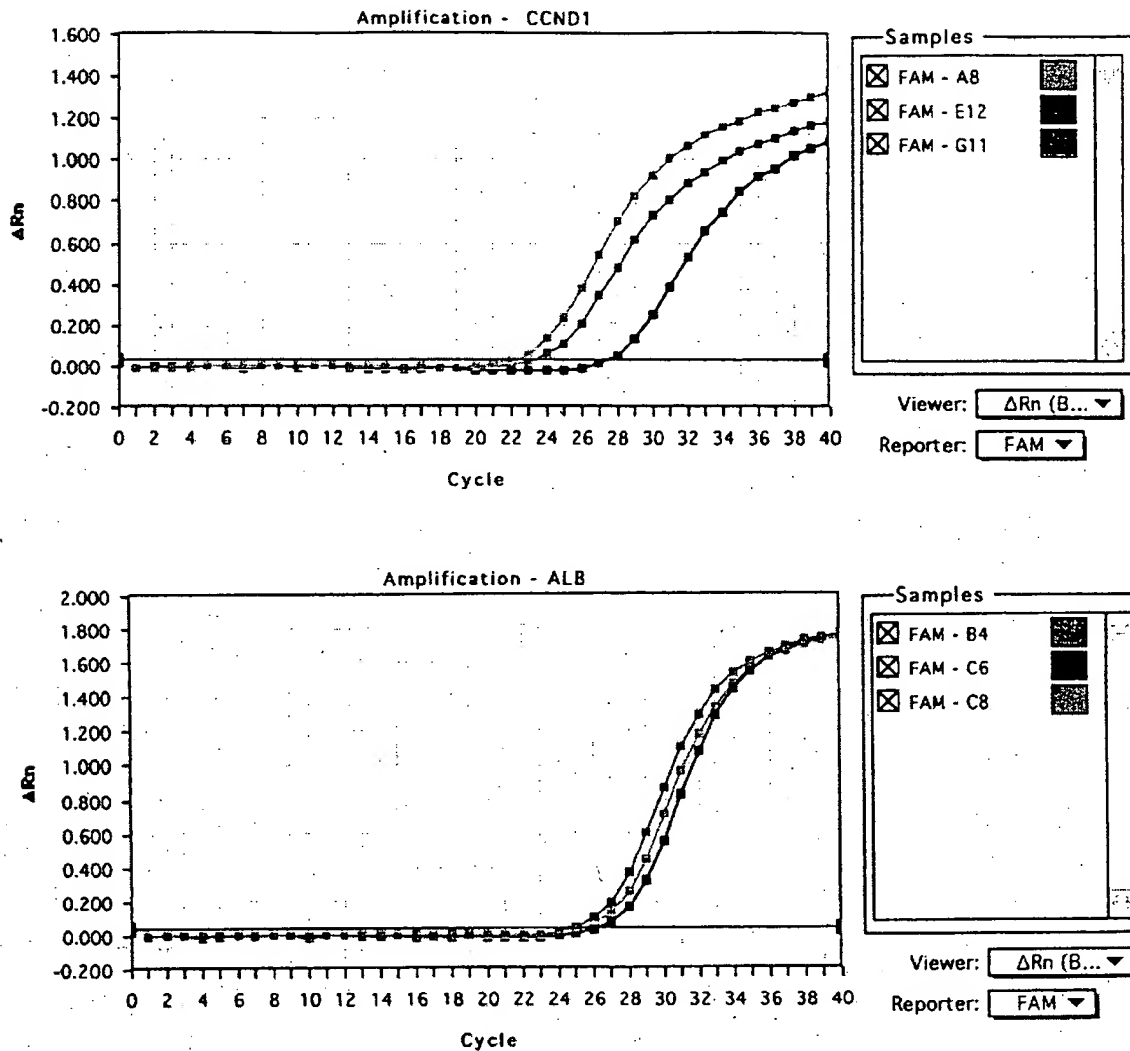 Amplification - CCND1
1.600
1.400
1.200
1.000
0.800
0.600
0.400
0.200
0.000
-0.200
ΔRn
0 2 4 6 8 10 12 14 16 18 20 22 24 26 28 30 32 34 36 38 40
Cycle
Samples
FAM - A8
FAM - E12
FAM - G11
Viewer: ΔRn (B...
Reporter: FAM
Amplification - ALB
2.000
1.800
1.600
1.400
1.200
1.000
0.800
0.600
0.400
0.200
0.000
-0.200
ΔRn
0 2 4 6 8 10 12 14 16 18 20 22 24 26 28 30 32 34 36 38 40
Cycle
Samples
FAM - B4
FAM - C6
FAM - C8
Viewer: ΔRn (B...
Reporter: FAM